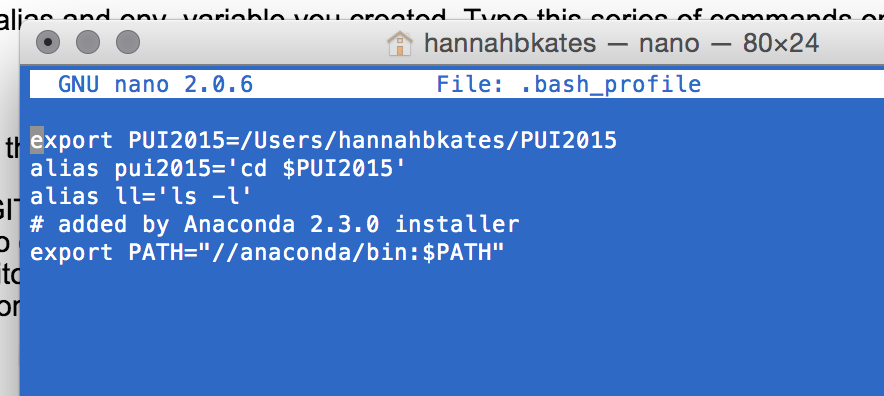 alias and env. variable you created. Type this series of commands on
hannahbkates — nano — 80×24
GNU nano 2.0.6 File: .bash_profile
export PUI2015=/Users/hannahbkates/PUI2015
alias pui2015='cd $PUI2015'
alias ll='ls -l'
# added by Anaconda 2.3.0 installer
export PATH="//anaconda/bin:$PATH"